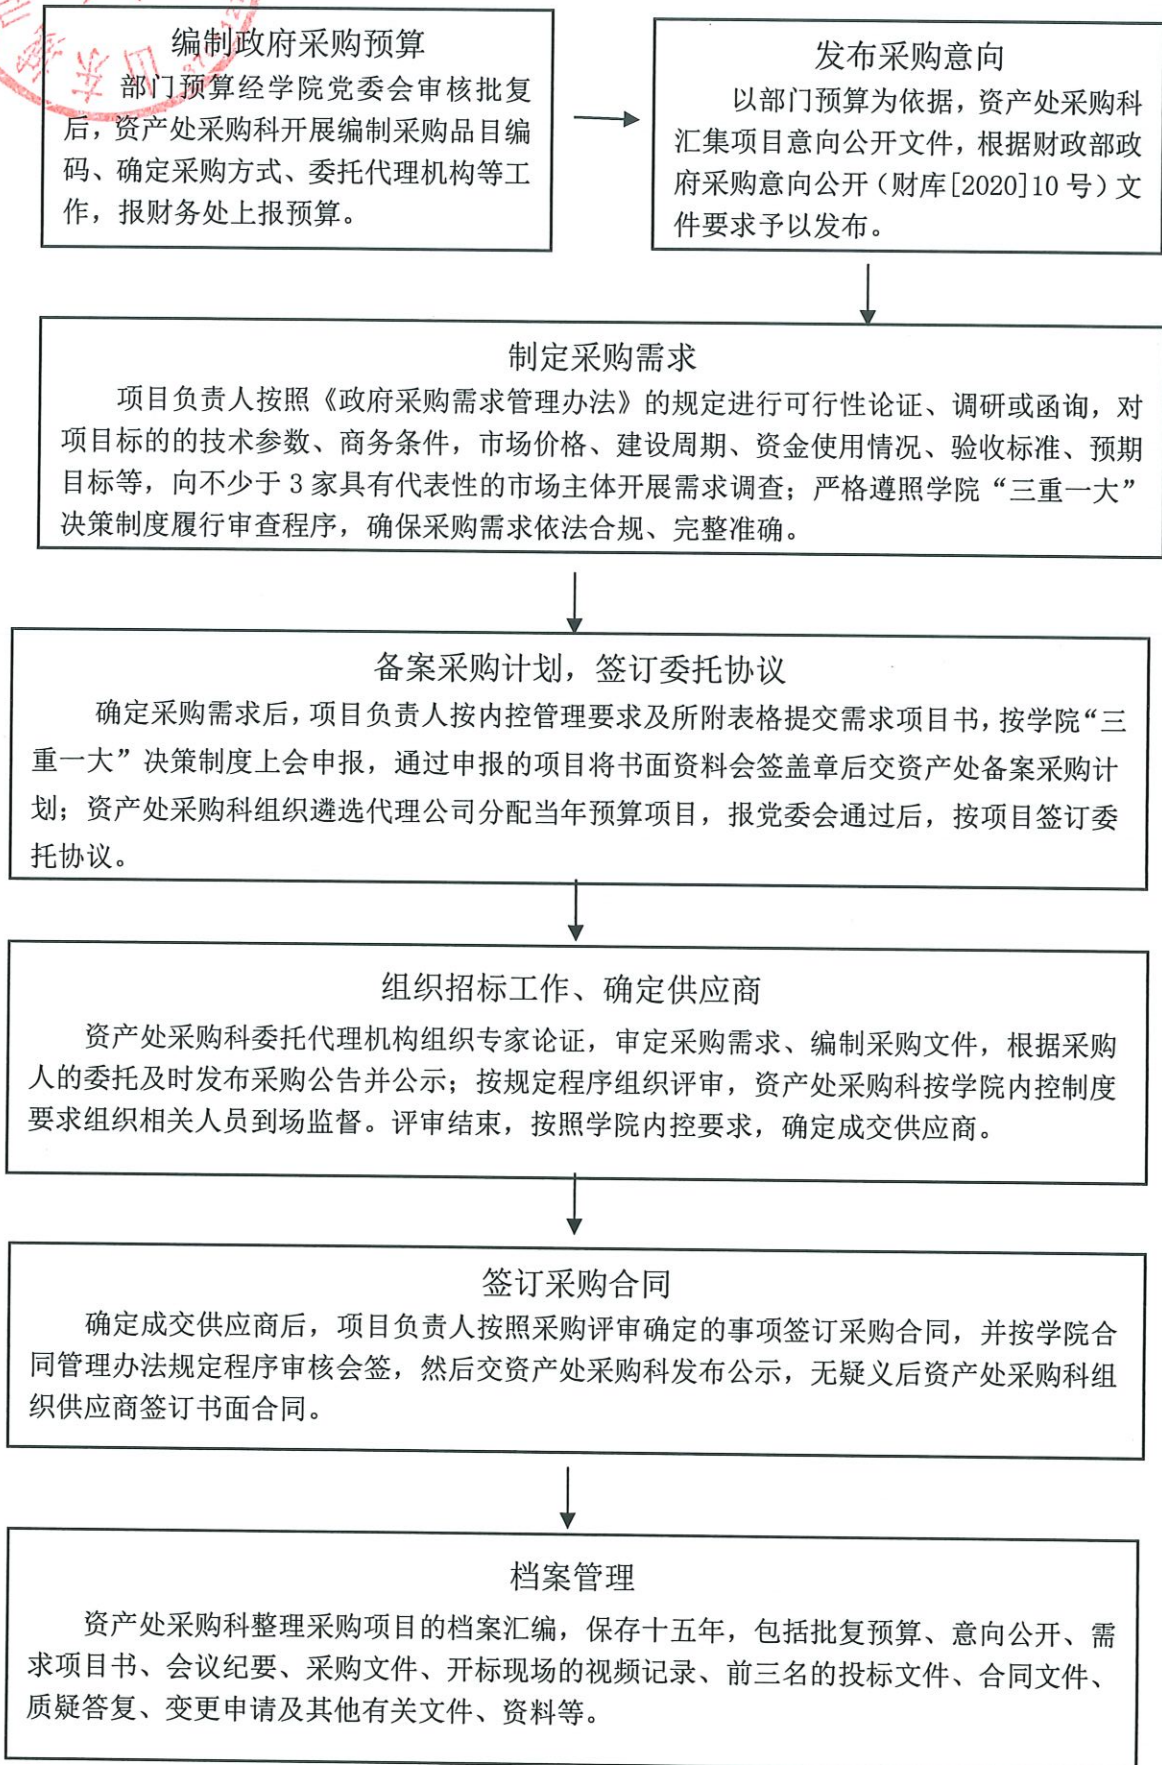 编制政府采购预算
部门预算经学院党委会审核批复
后，资产处采购科开展编制采购品目编
码、确定采购方式、委托代理机构等工
作，报财务处上报预算。
发布采购意向
以部门预算为依据，资产处采购科
汇集项目意向公开文件，根据财政部政
府采购意向公开（财库[2020]10号）文
件要求予以发布。
制定采购需求
项目负责人按照《政府采购需求管理办法》的规定进行可行性论证、调研或函询，对
项目标的的技术参数、商务条件，市场价格、建设周期、资金使用情况、验收标准、预期
目标等，向不少于3家具有代表性的市场主体开展需求调查；严格遵照学院“三重一大”
决策制度履行审查程序，确保采购需求依法合规、完整准确。
备案采购计划，签订委托协议
确定采购需求后，项目负责人按内控管理要求及所附表格提交需求项目书，按学院“三
重一大”决策制度上会申报，通过申报的项目将书面资料会签盖章后交资产处备案采购计
划；资产处采购科组织遴选代理公司分配当年预算项目，报党委会通过后，按项目签订委
托协议。
组织招标工作、确定供应商
资产处采购科委托代理机构组织专家论证，审定采购需求、编制采购文件，根据采购
人的委托及时发布采购公告并公示；按规定程序组织评审，资产处采购科按学院内控制度
要求组织相关人员到场监督。评审结束，按照学院内控要求，确定成交供应商。
签订采购合同
确定成交供应商后，项目负责人按照采购评审确定的事项签订采购合同，并按学院合
同管理办法规定程序审核会签，然后交资产处采购科发布公示，无疑义后资产处采购科组
织供应商签订书面合同。
档案管理
资产处采购科整理采购项目的档案汇编，保存十五年，包括批复预算、意向公开、需
求项目书、会议纪要、采购文件、开标现场的视频记录、前三名的投标文件、合同文件、
质疑答复、变更申请及其他有关文件、资料等。